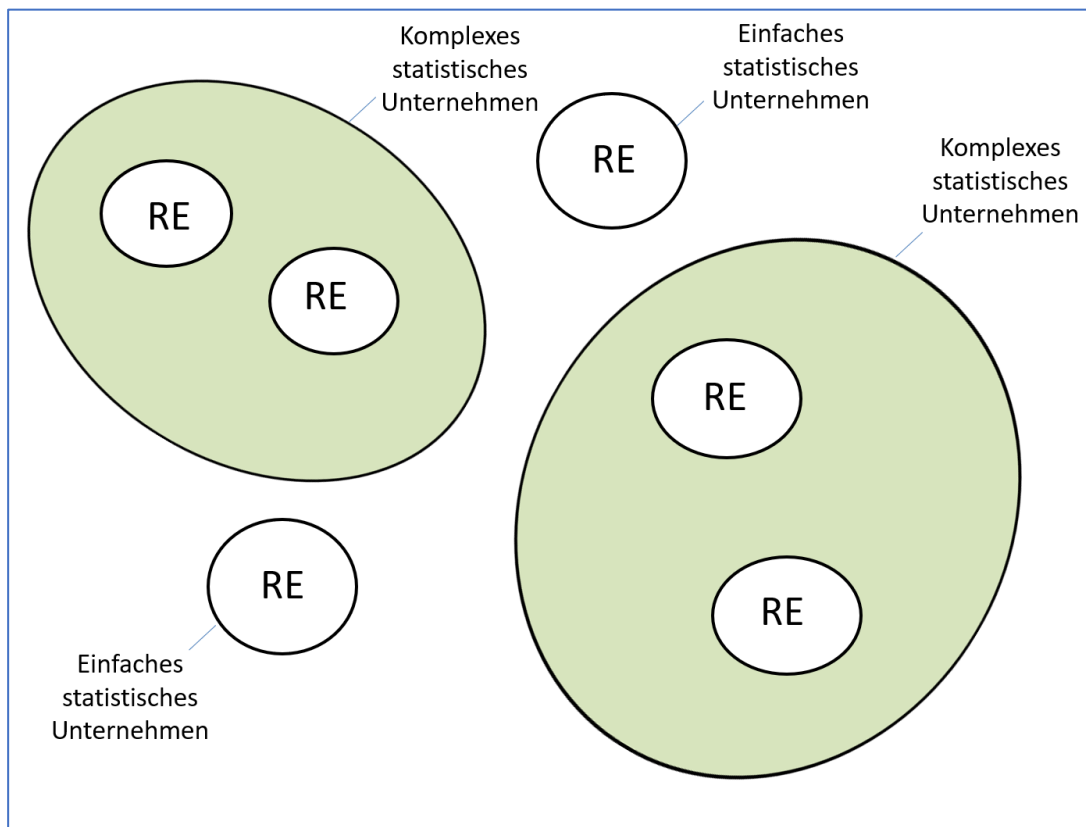 Komplexes
statistisches
Unternehmen
Einfaches
statistisches
Unternehmen
RE
Komplexes
statistisches
Unternehmen
RE
RE
RE
RE
RE
Einfaches
statistisches
Unternehmen